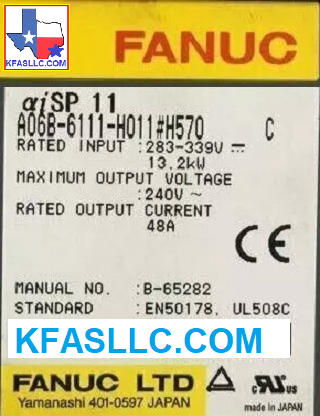 KFASLLC.com
FANUC
αiSP 11
A06B-6111-H011#H570 C
RATED INPUT :283-339V ⎓
13.2kW
MAXIMUM OUTPUT VOLTAGE
:240V ~
RATED OUTPUT CURRENT
48A
CE
MANUAL NO. :B-65282
STANDARD :EN50178, UL508C
KFASLLC.COM
FANUC LTD
Yamanashi 401-0597 JAPAN
c RU us
made in JAPAN